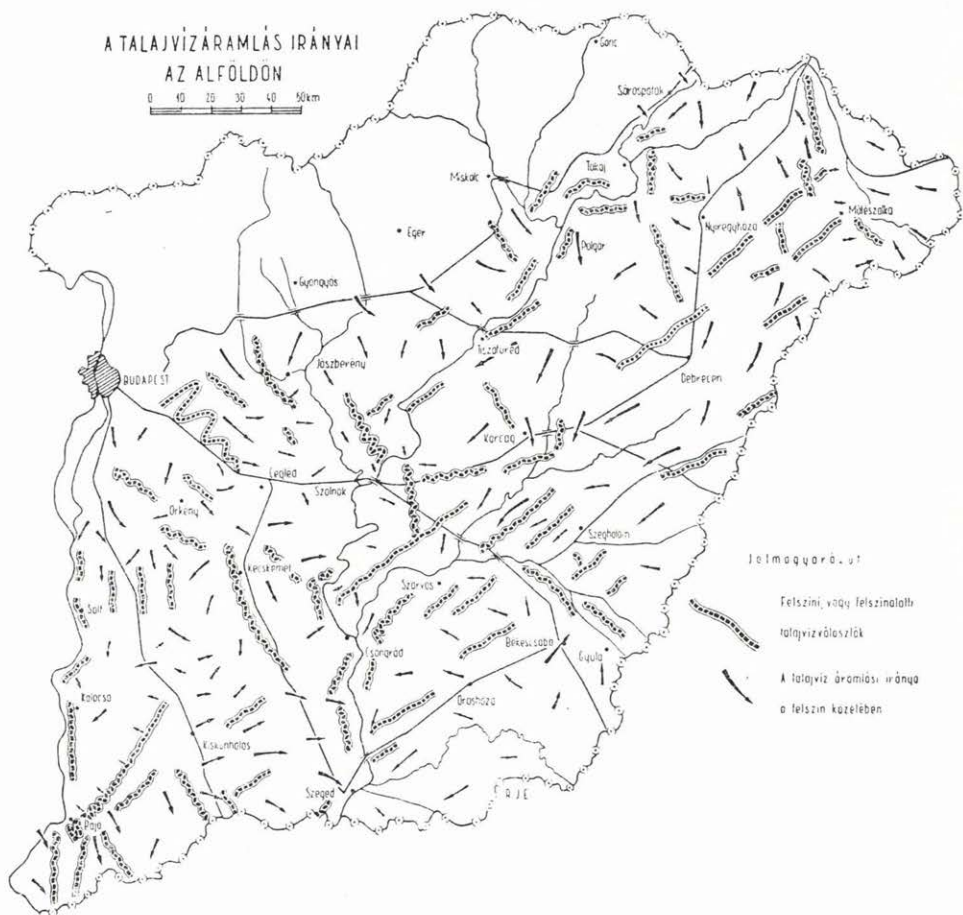 A TALAJVÍZÁRAMLÁS IRÁNYAI
AZ ALFÖLDÖN
0 10 20 30 40 50km
Gönc
Sárospatak
Tokaj
Miskolc
Eger
Polgár
Nyíregyháza
Mátészalka
Gyöngyös
Jászberény
Tiszafüred
BUDAPEST
Debrecen
Karcag
Cegléd
Szolnok
Örkény
Szeghalom
Kecskemét
Szarvas
Solt
Csongrád
Békéscsaba
Gyula
Kalocsa
Orosháza
Kiskunhalas
Szeged
Baja
Jelmagyarázat
Felszíni, vagy felszínalatti
talajvízválasztók
A talajvíz áramlási iránya
a felszín közelében